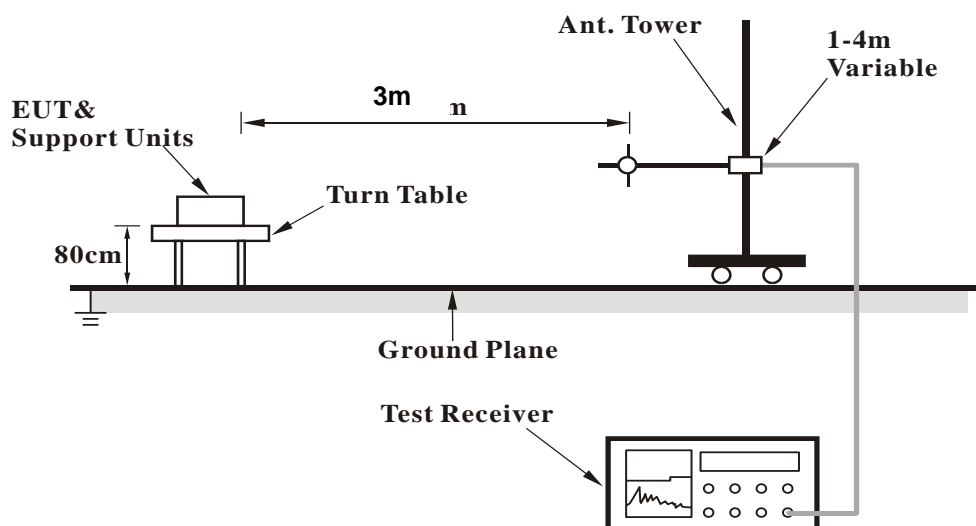 Ant. Tower
1-4m
Variable
3m
EUT&
Support Units
Turn Table
80cm
Ground Plane
Test Receiver